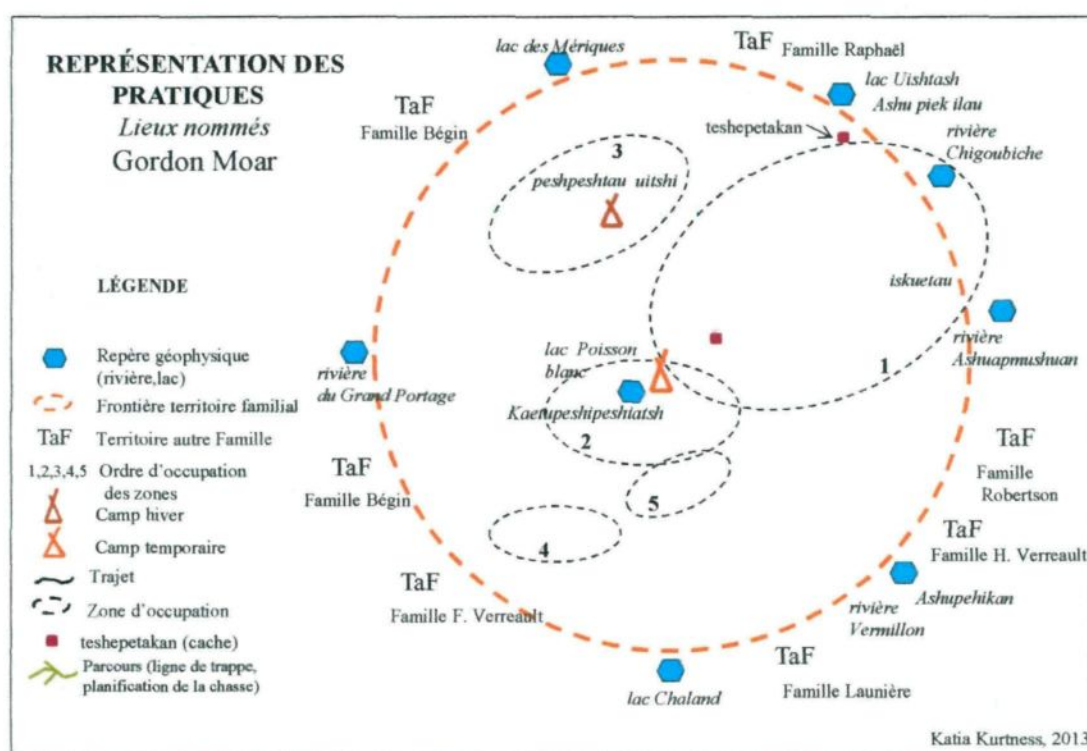 REPRÉSENTATION DES
PRATIQUES
Lieux nommés
Gordon Moar
LÉGENDE
Repère géophysique
(rivière,lac)
Frontière territoire familial
TaF Territoire autre Famille
1,2,3,4,5 Ordre d'occupation
des zones
Camp hiver
Camp temporaire
Trajet
Zone d'occupation
teshepetakan (cache)
Parcours (ligne de trappe,
planification de la chasse)
lac des Mériques
TaF
Famille Raphaël
lac Uishtash
Ashu piek ilau
teshepetakan
rivière
Chigoubiche
TaF
Famille Bégin
3
peshpeshtau uitshi
iskuetau
rivière
Ashuapmushuan
1
lac Poisson
blanc
rivière
du Grand Portage
Kaetupeshipeshiatsh
2
TaF
Famille Bégin
5
4
TaF
Famille
Robertson
TaF
Famille H. Verreault
Ashupehikan
rivière
Vermillon
TaF
Famille F. Verreault
TaF
Famille Launière
lac Chaland
Katia Kurtness, 2013